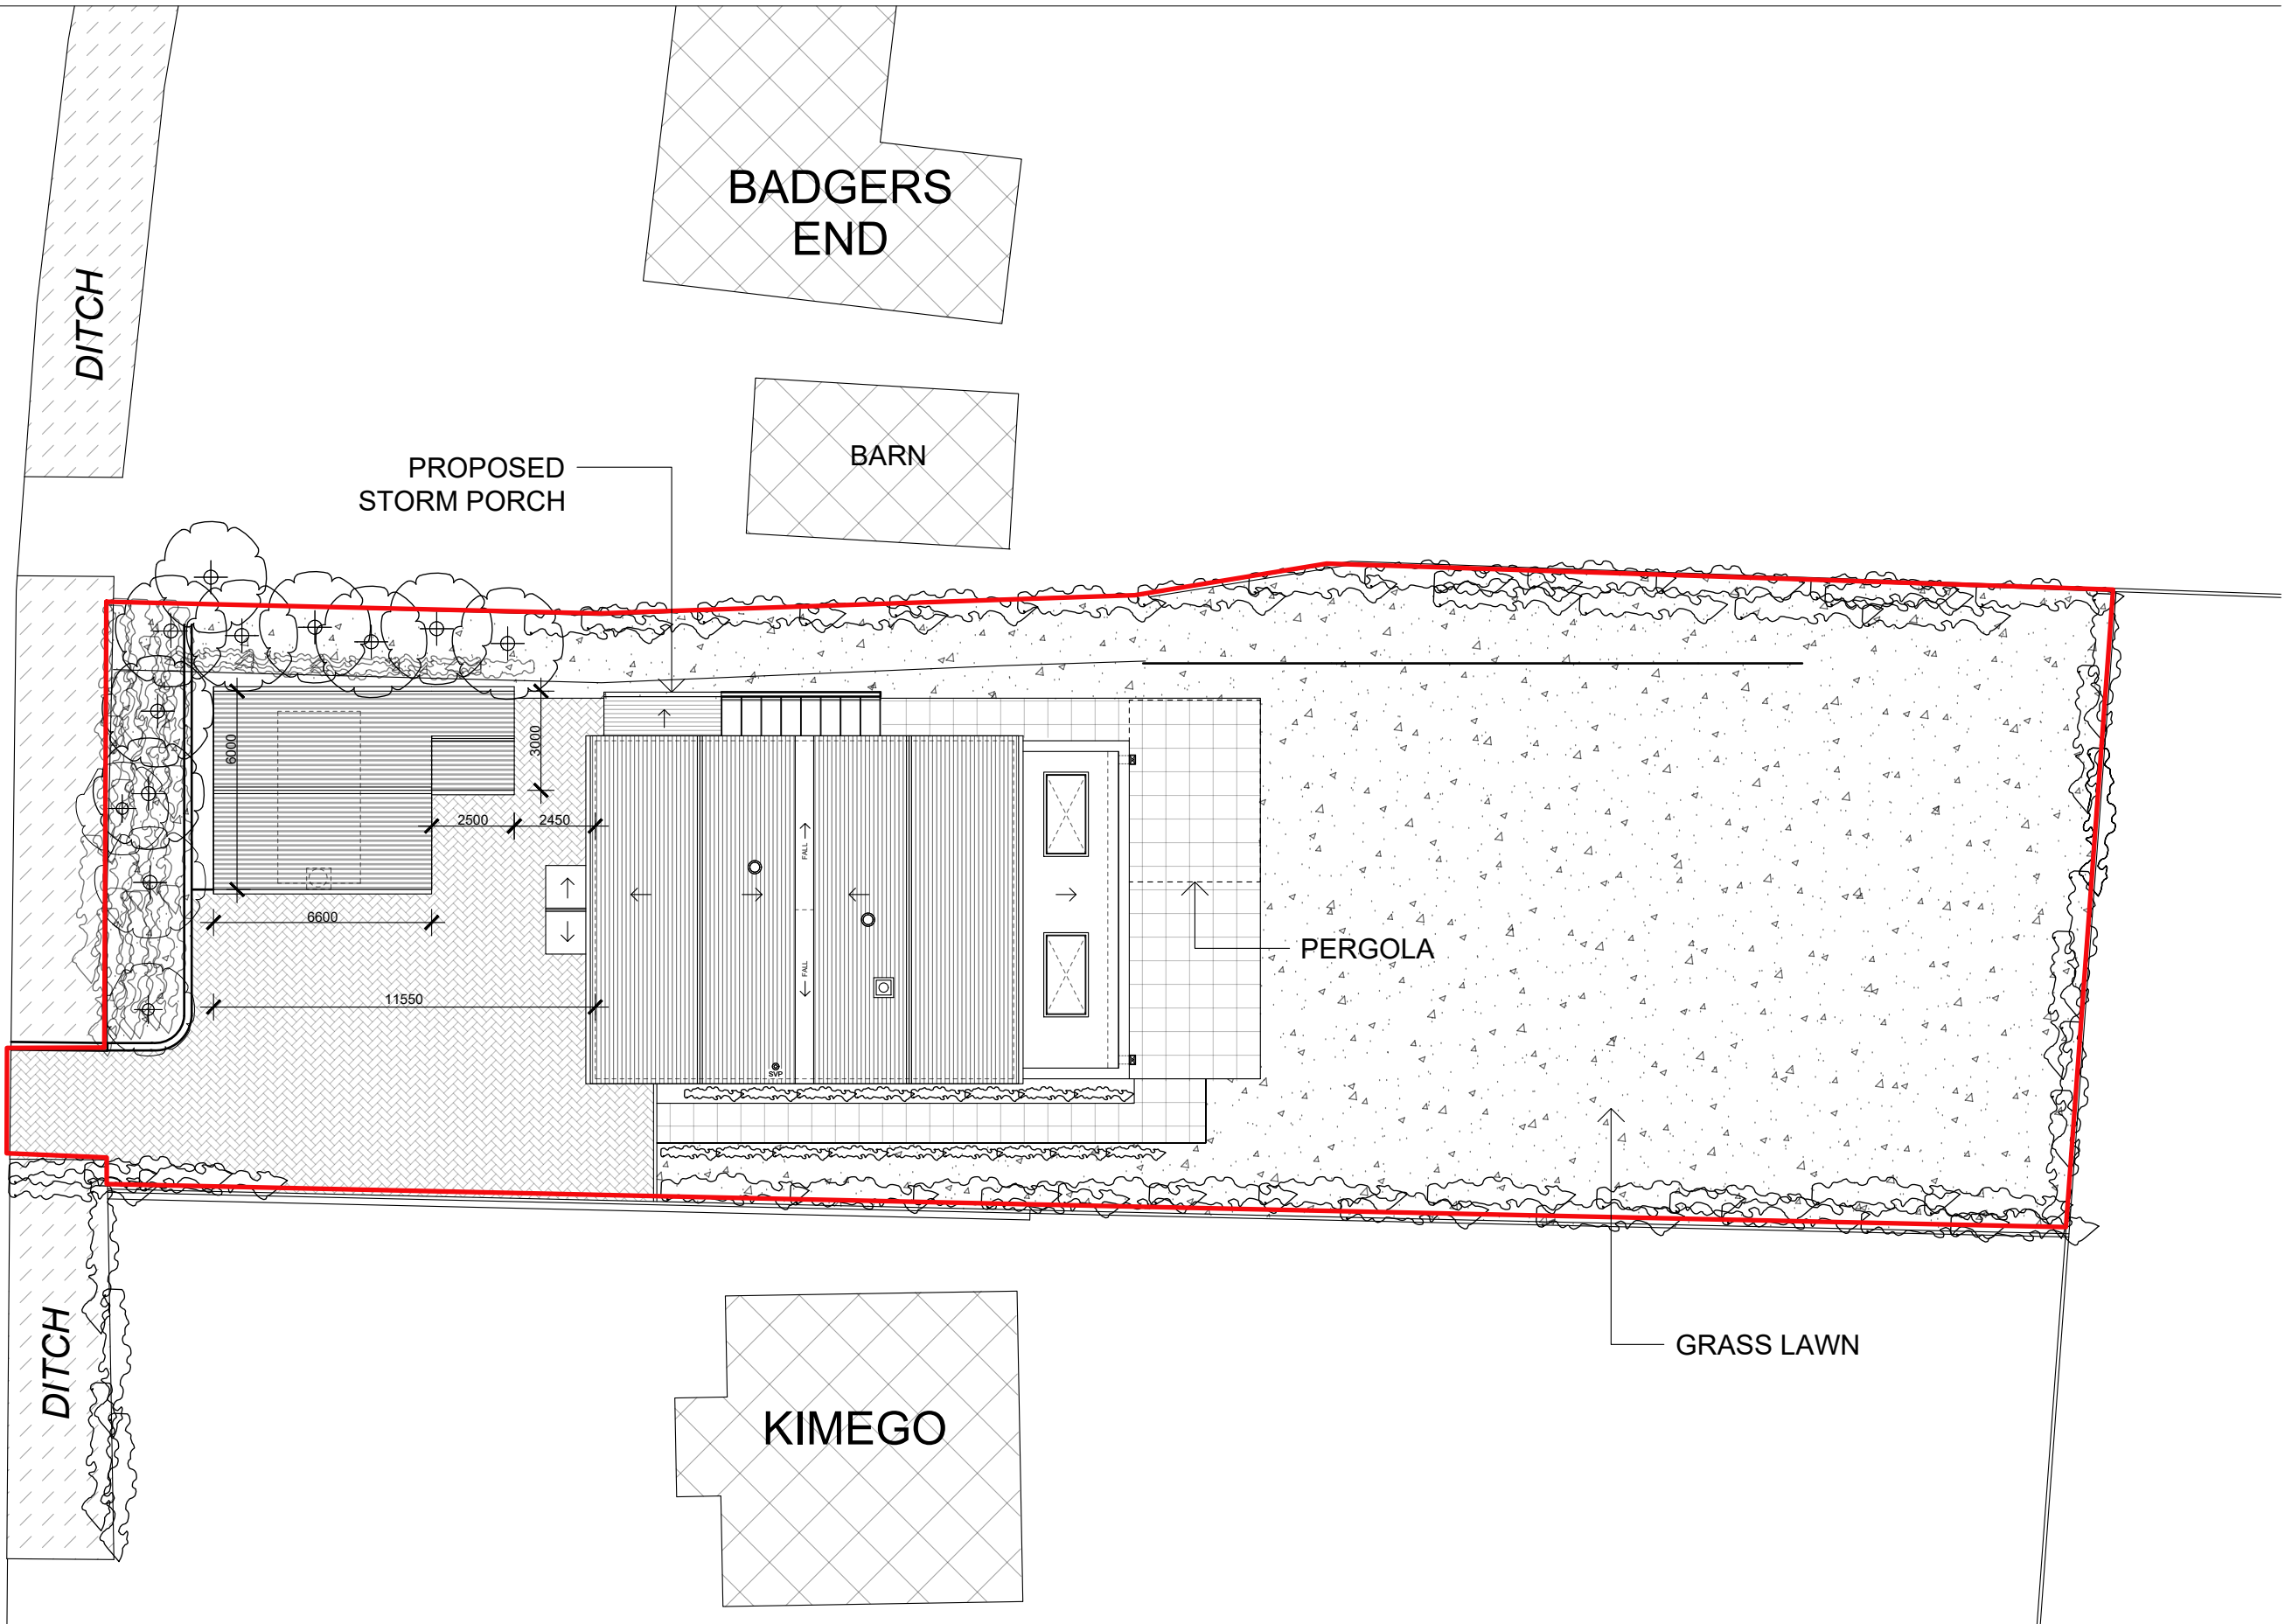 BADGERS
END
DITCH
BARN
PROPOSED
STORM PORCH
6000
3000
2500
2450
FALL
6600
PERGOLA
FALL
11550
SVP
GRASS LAWN
DITCH
KIMEGO